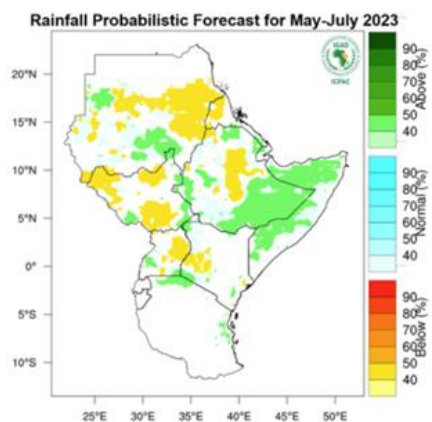 Rainfall Probabilistic Forecast for May-July 2023
IGAD
ICPAC
20°N
15°N
10°N
5°N
0°
5°S
10°S
25°E
30°E
35°E
40°E
45°E
50°E
90
80
70
60
50
40
Above (%)
90
80
70
60
50
40
Normal (%)
90
80
70
60
50
40
Below (%)